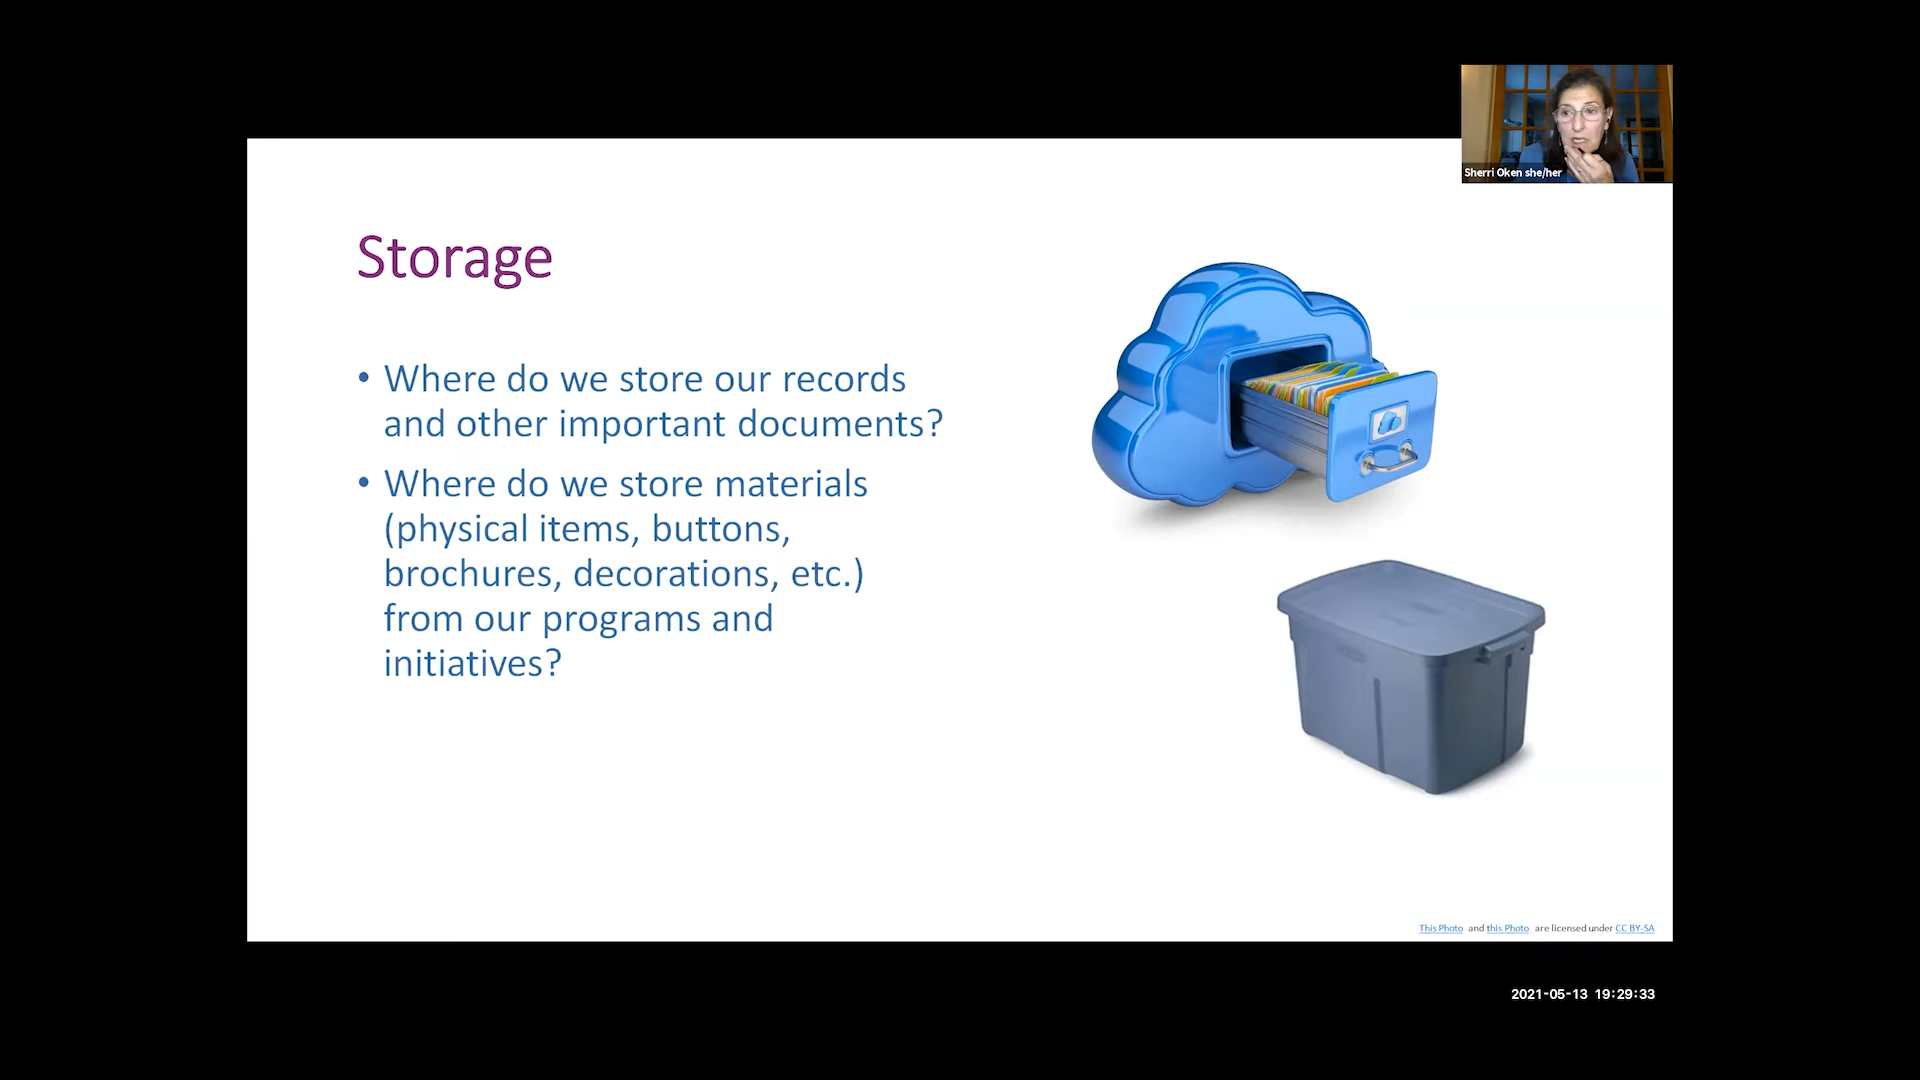 Sherri Oken she/her
Storage
• Where do we store our records
and other important documents?
• Where do we store materials
(physical items, buttons,
brochures, decorations, etc.)
from our programs and
initiatives?
This Photo and this Photo are licensed under CC BY-SA
2021-05-13 19:29:33